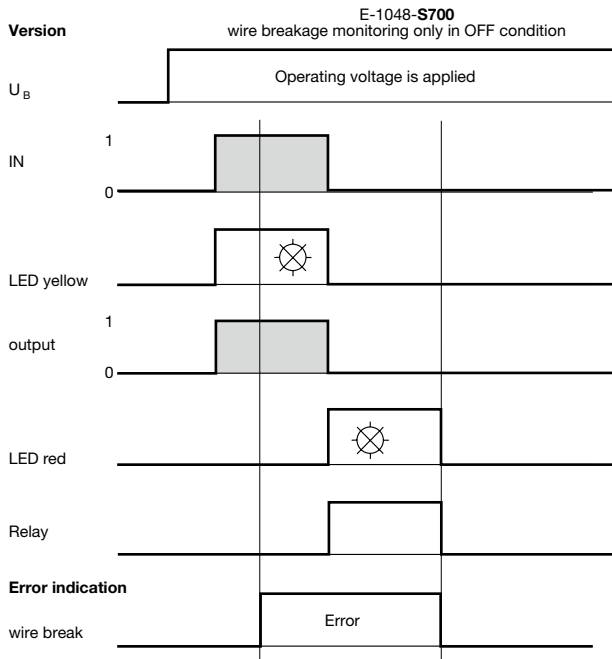 E-1048-S700
Version wire breakage monitoring only in OFF condition
Operating voltage is applied
U B
1
IN
0
LED yellow
1
output
0
LED red
Relay
Error indication
Error
wire break